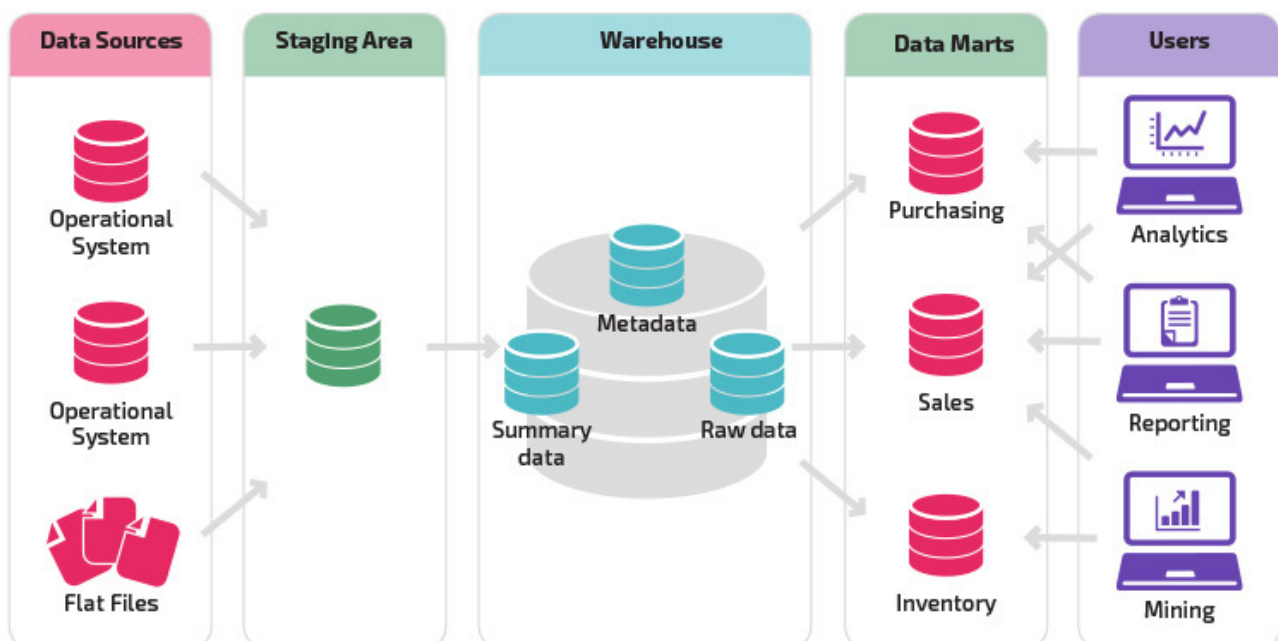 Data Sources
Staging Area
Warehouse
Data Marts
Users
Operational
System
Operational
System
Flat Files
Metadata
Summary
data
Raw data
Purchasing
Sales
Inventory
Analytics
Reporting
Mining